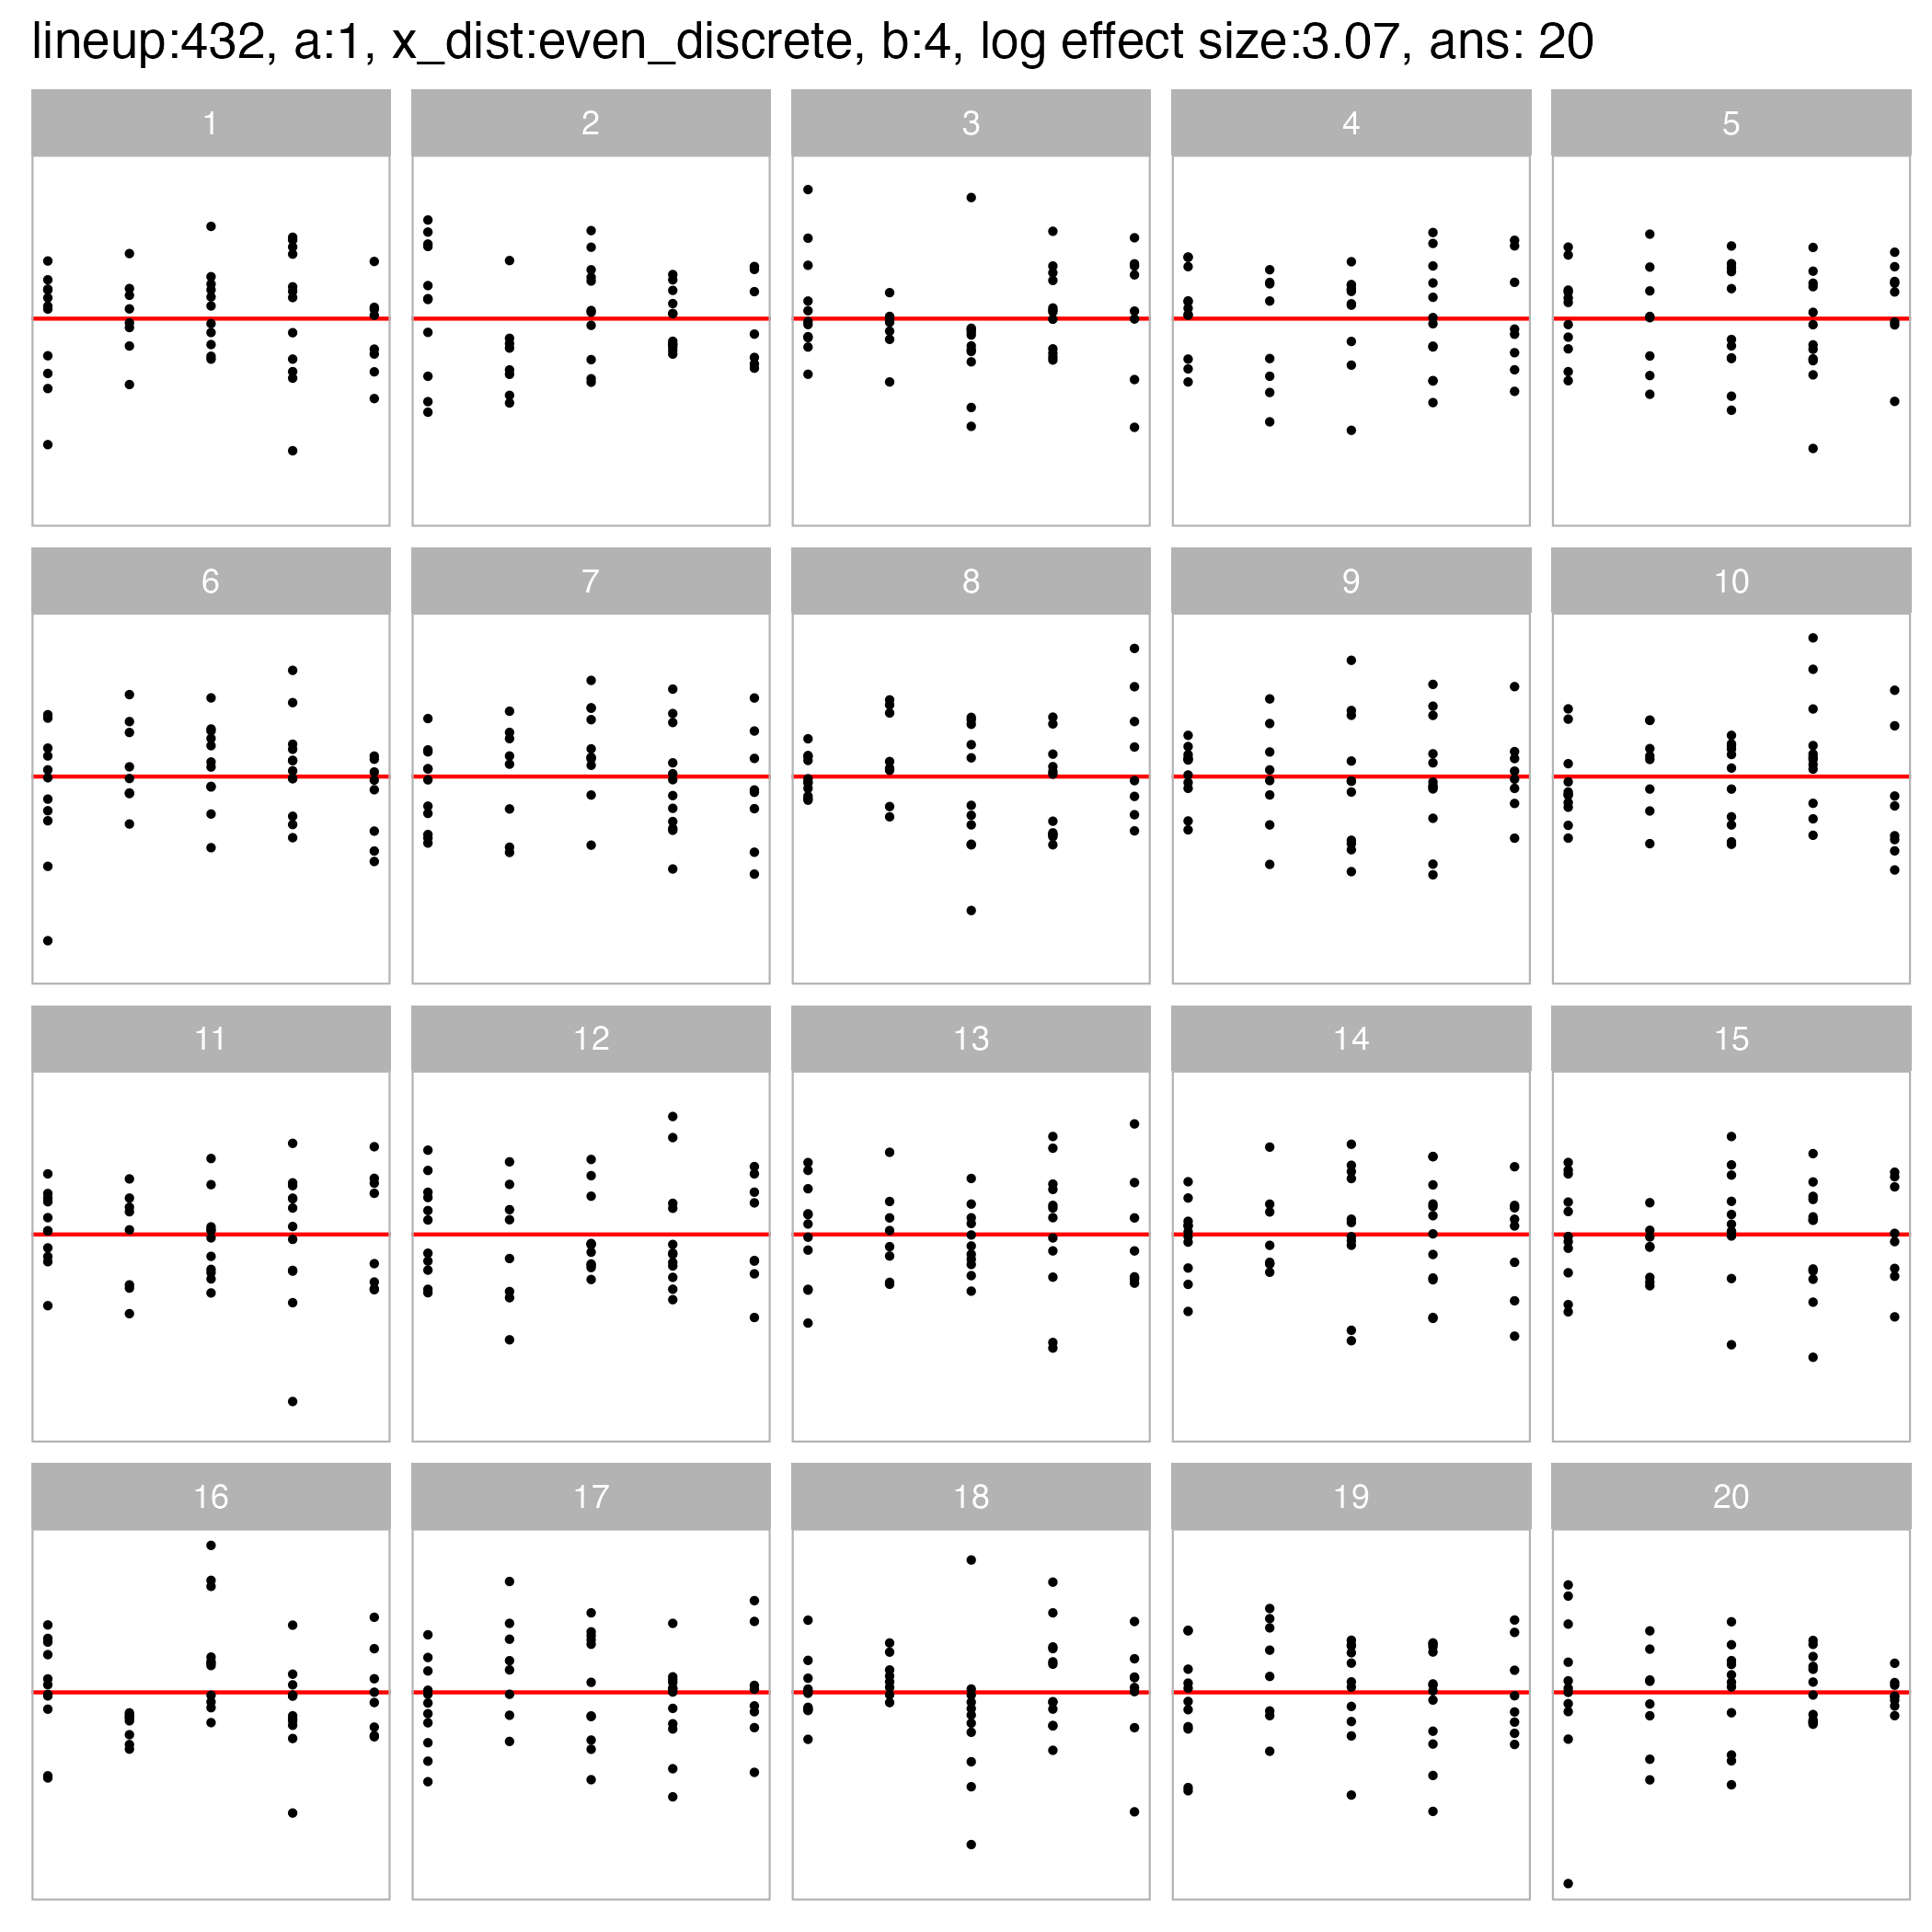 lineup:432, a:1, x_dist:even_discrete, b:4, log effect size:3.07, ans: 20
1 2 3 4 5
6 7 8 9 10
11 12 13 14 15
16 17 18 19 20